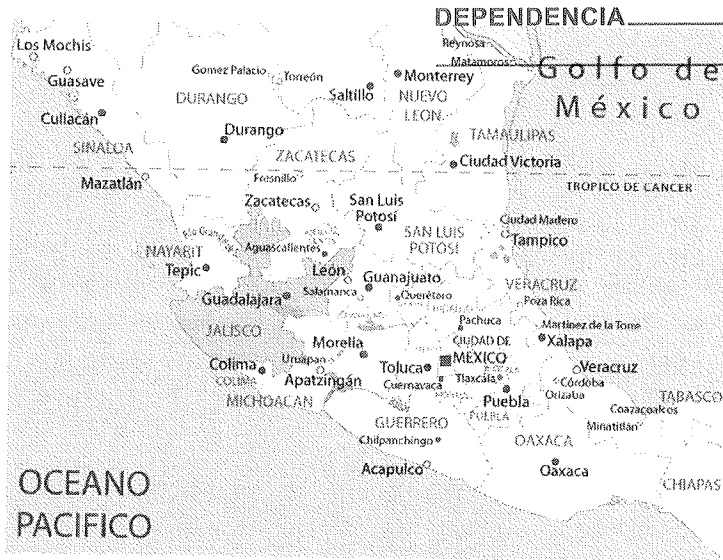 DEPENDENCIA
Reynosa
Matamoros
Golfo de
México
Los Mochis
Guasave
Culiacán
SINALOA
Gomez Palacio
Torreón
DURANGO
Durango
Saltillo
Monterrey
NUEVO
LEON
TAMAULIPAS
Ciudad Victoria
ZACATECAS
TROPICO DE CANCER
Mazatlán
Fresnillo
Zacatecas
San Luis
Potosí
SAN LUIS
POTOSÍ
Ciudad Madero
Tampico
NAYARIT
Tepic
Aguascalientes
León
Guanajuato
Salamanca
Querétaro
VERACRUZ
Poza Rica
Guadalajara
JALISCO
Pachuca
Martínez de la Torre
Xalapa
CIUDAD DE
MÉXICO
Morelia
Uruapan
Toluca
Cuernavaca
Tlaxcala
Veracruz
Córdoba
Orizaba
Colima
COLIMA
Apatzingán
MICHOACAN
Puebla
PUEBLA
TABASCO
Coazacoalcos
Minatitlán
GUERRERO
Chilpanchingo
Acapulco
OAXACA
Oaxaca
CHIAPAS
OCEANO
PACIFICO